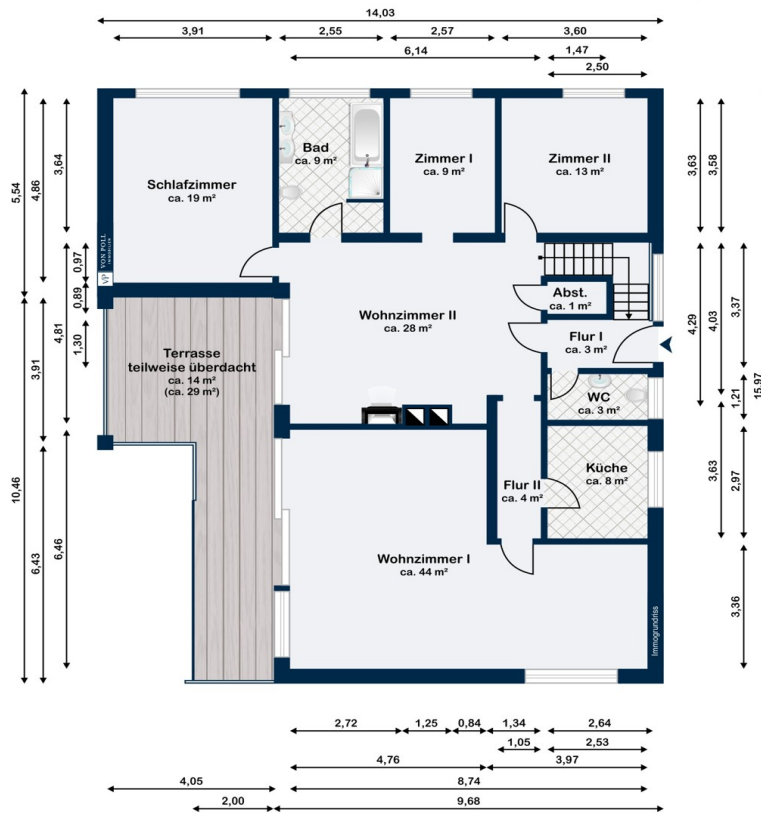 14,03
3,91
2,55
2,57
3,60
6,14
1,47
2,50
5,54
4,86
3,64
0,97
0,89
3,91
4,81
1,30
10,46
6,43
6,46
VON POLL
IMMOBILIEN
VP
Schlafzimmer
ca. 19 m²
Bad
ca. 9 m²
Zimmer I
ca. 9 m²
Zimmer II
ca. 13 m²
Wohnzimmer II
ca. 28 m²
Abst.
ca. 1 m²
Flur I
ca. 3 m²
Terrasse
teilweise überdacht
ca. 14 m²
(ca. 29 m²)
WC
ca. 3 m²
Küche
ca. 8 m²
Flur II
ca. 4 m²
Wohnzimmer I
ca. 44 m²
Immogrundriss
3,63
3,58
4,29
4,03
3,37
15,97
1,21
3,63
2,97
3,36
2,72
1,25
0,84
1,34
2,64
1,05
2,53
4,76
3,97
4,05
8,74
2,00
9,68